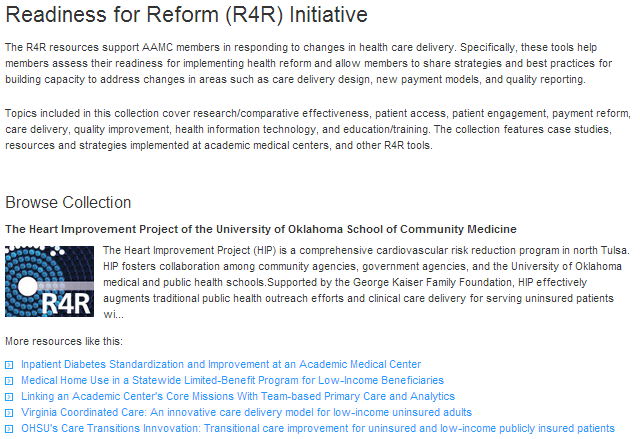 Readiness for Reform (R4R) Initiative
The R4R resources support AAMC members in responding to changes in health care delivery. Specifically, these tools help
members assess their readiness for implementing health reform and allow members to share strategies and best practices for
building capacity to address changes in areas such as care delivery design, new payment models, and quality reporting.
Topics included in this collection cover research/comparative effectiveness, patient access, patient engagement, payment reform,
care delivery, quality improvement, health information technology, and education/training. The collection features case studies,
resources and strategies implemented at academic medical centers, and other R4R tools.
Browse Collection
The Heart Improvement Project of the University of Oklahoma School of Community Medicine
R4R
The Heart Improvement Project (HIP) is a comprehensive cardiovascular risk reduction program in north Tulsa.
HIP fosters collaboration among community agencies, government agencies, and the University of Oklahoma
medical and public health schools.Supported by the George Kaiser Family Foundation, HIP effectively
augments traditional public health outreach efforts and clinical care delivery for serving uninsured patients
wi...
More resources like this:
Inpatient Diabetes Standardization and Improvement at an Academic Medical Center
Medical Home Use in a Statewide Limited-Benefit Program for Low-Income Beneficiaries
Linking an Academic Center's Core Missions With Team-based Primary Care and Analytics
Virginia Coordinated Care: An innovative care delivery model for low-income uninsured adults
OHSU's Care Transitions Innvovation: Transitional care improvement for uninsured and low-income publicly insured patients